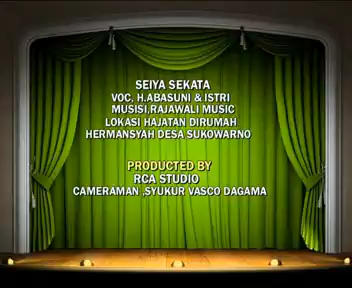 SEIYA SEKATA
VOC. H.ABASUNI & ISTRI
MUSISI,RAJAWALI MUSIC
LOKASI HAJATAN DIRUMAH
HERMANSYAH DESA SUKOWARNO
PRODUCTED BY
RCA STUDIO
CAMERAMAN ,SYUKUR VASCO DAGAMA